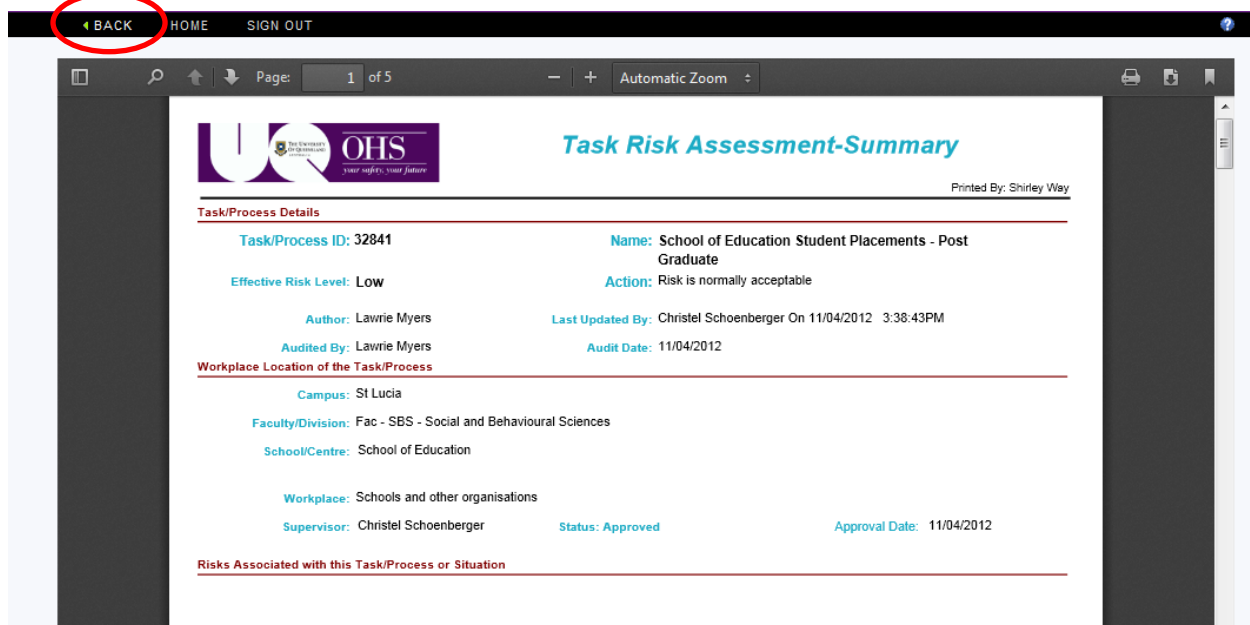 BACK HOME SIGN OUT
Page: 1 of 5 Automatic Zoom
UQ THE UNIVERSITY OF QUEENSLAND OHS your safety, your future
Task Risk Assessment-Summary
Printed By: Shirley Way
Task/Process Details
Task/Process ID: 32841 Name: School of Education Student Placements - Post
Graduate
Effective Risk Level: Low Action: Risk is normally acceptable
Author: Lawrie Myers Last Updated By: Christel Schoenberger On 11/04/2012 3:38:43PM
Audited By: Lawrie Myers Audit Date: 11/04/2012
Workplace Location of the Task/Process
Campus: St Lucia
Faculty/Division: Fac - SBS - Social and Behavioural Sciences
School/Centre: School of Education
Workplace: Schools and other organisations
Supervisor: Christel Schoenberger Status: Approved Approval Date: 11/04/2012
Risks Associated with this Task/Process or Situation